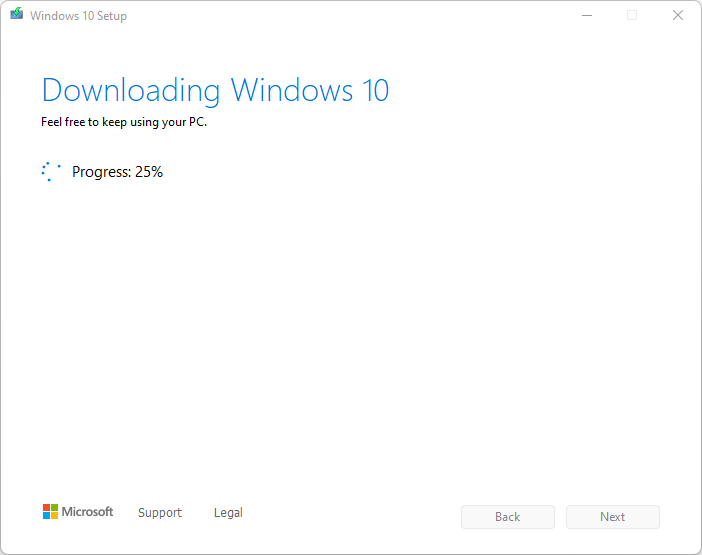 Windows 10 Setup
Downloading Windows 10
Feel free to keep using your PC.
Progress: 25%
Microsoft Support Legal Back Next